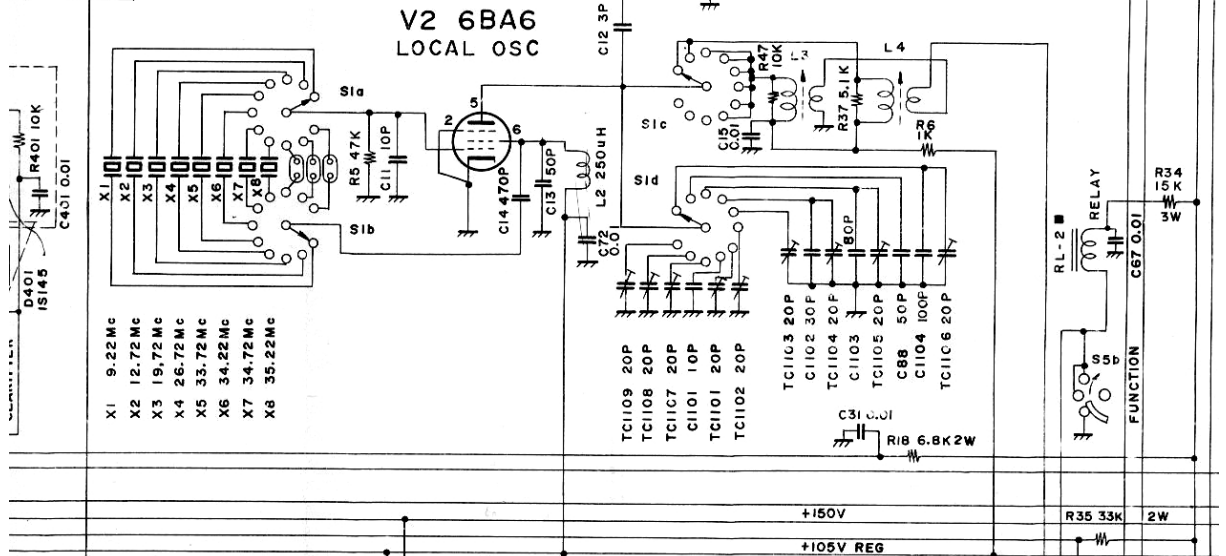 V2 6BA6
LOCAL OSC
C12 3P
R401 10K
C401 0.01
D401
1S145
X1
X2
X3
X4
X5
X6
X7
X8
S1a
S1b
R5 47K
C11 10P
2
5
6
C14 470P
C13 50P
L2 250uH
C72
0.01
S1c
S1d
R47
10K
L3
L4
C15
0.01
R37 5.1K
R6
1K
80P
R34
15K
3W
RELAY
RL-2
C67 0.01
S5b
FUNCTION
X1 9.22Mc
X2 12.72Mc
X3 19.72Mc
X4 26.72Mc
X5 33.72Mc
X6 34.22Mc
X7 34.72Mc
X8 35.22Mc
TC1109 20P
TC1108 20P
TC1107 20P
C1101 10P
TC1101 20P
TC1102 20P
TC1103 20P
C1102 30P
TC1104 20P
C1103
TC1105 20P
C88 50P
C1104 100P
TC1106 20P
C31 0.01
R18 6.8K 2W
+150V
R35 33K 2W
+105V REG